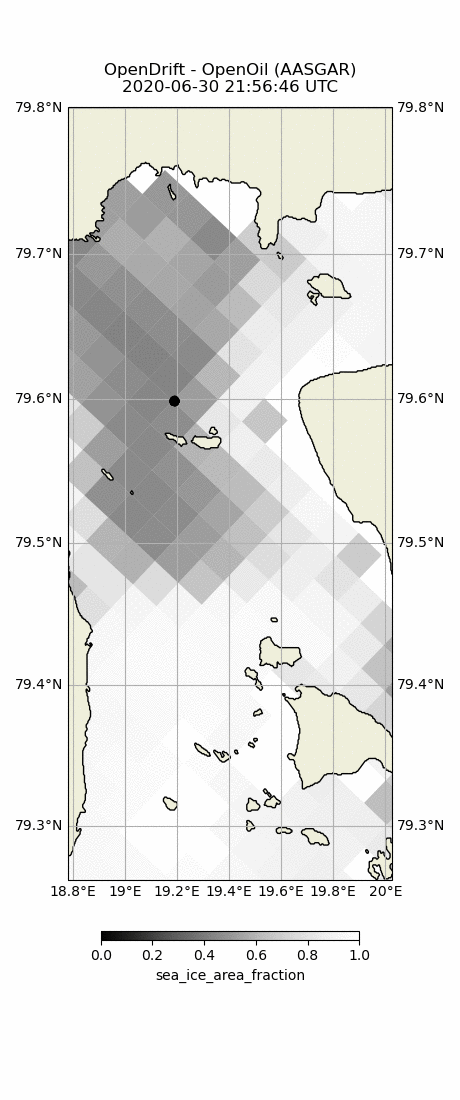 OpenDrift - OpenOil (AASGAR)
2020-06-30 21:56:46 UTC
79.8°N 79.8°N
79.7°N 79.7°N
79.6°N 79.6°N
79.5°N 79.5°N
79.4°N 79.4°N
79.3°N 79.3°N
18.8°E 19°E 19.2°E 19.4°E 19.6°E 19.8°E 20°E
0.0 0.2 0.4 0.6 0.8 1.0
sea_ice_area_fraction